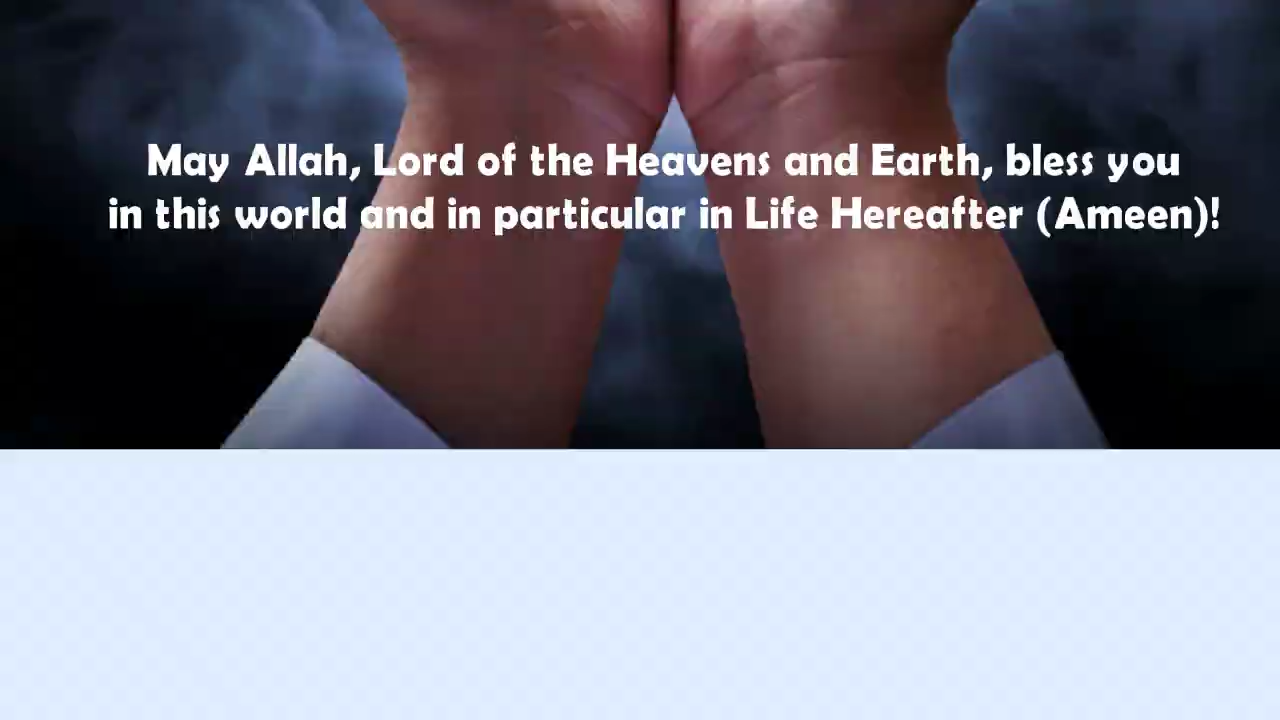 May Allah, Lord of the Heavens and Earth, bless you
in this world and in particular in Life Hereafter (Ameen)!